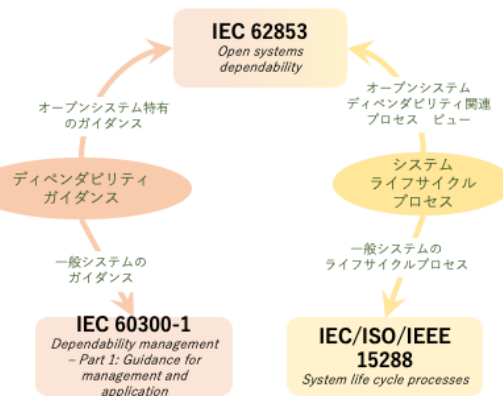 IEC 62853
Open systems
dependability
オープンシステム特有
のガイダンス
オープンシステム
ディペンダビリティ関連
プロセス　ビュー
ディペンダビリティ
ガイダンス
システム
ライフサイクル
プロセス
一般システムの
ガイダンス
一般システムの
ライフサイクルプロセス
IEC 60300-1
Dependability management
– Part 1: Guidance for
management and
application
IEC/ISO/IEEE
15288
System life cycle processes